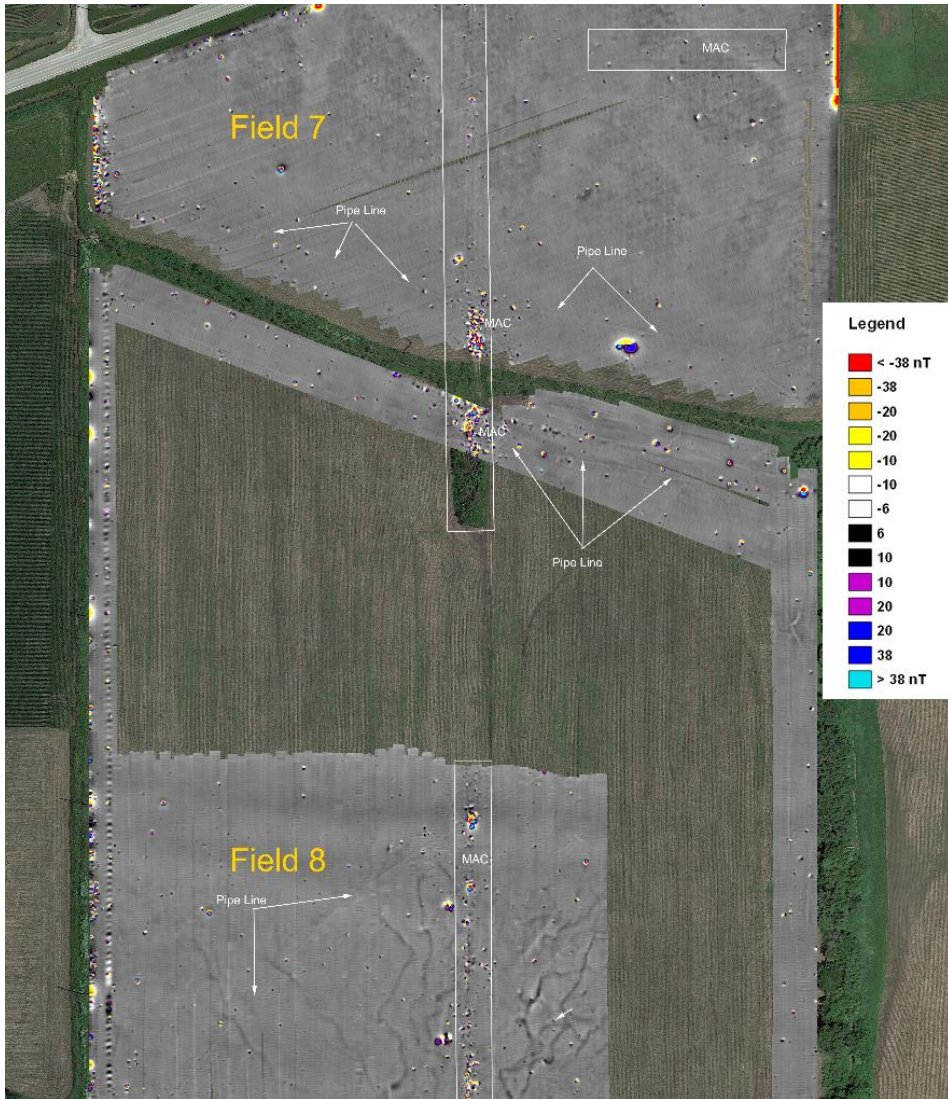 MAC
Field 7
Pipe Line
Pipe Line
MAC
MAC
Pipe Line
Legend
< -38 nT
-38
-20
-20
-10
-10
-6
6
10
10
20
20
38
> 38 nT
Field 8
MAC
Pipe Line